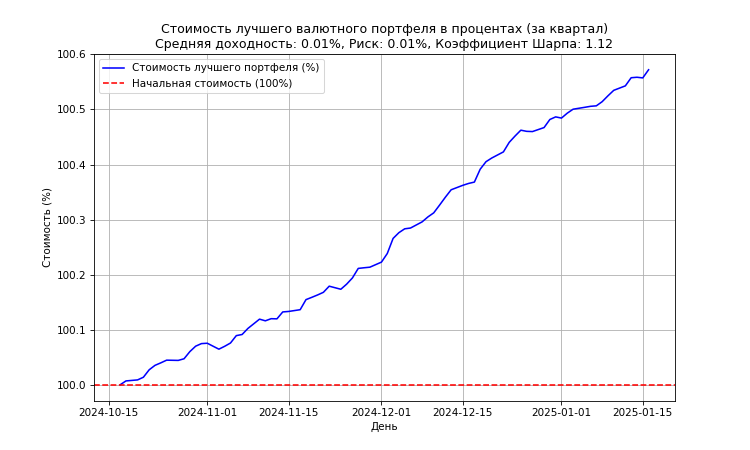 Стоимость лучшего валютного портфеля в процентах (за квартал)
Средняя доходность: 0.01%, Риск: 0.01%, Коэффициент Шарпа: 1.12
Стоимость лучшего портфеля (%)
Начальная стоимость (100%)
Стоимость (%)
100.6
100.5
100.4
100.3
100.2
100.1
100.0
2024-10-15
2024-11-01
2024-11-15
2024-12-01
2024-12-15
2025-01-01
2025-01-15
День